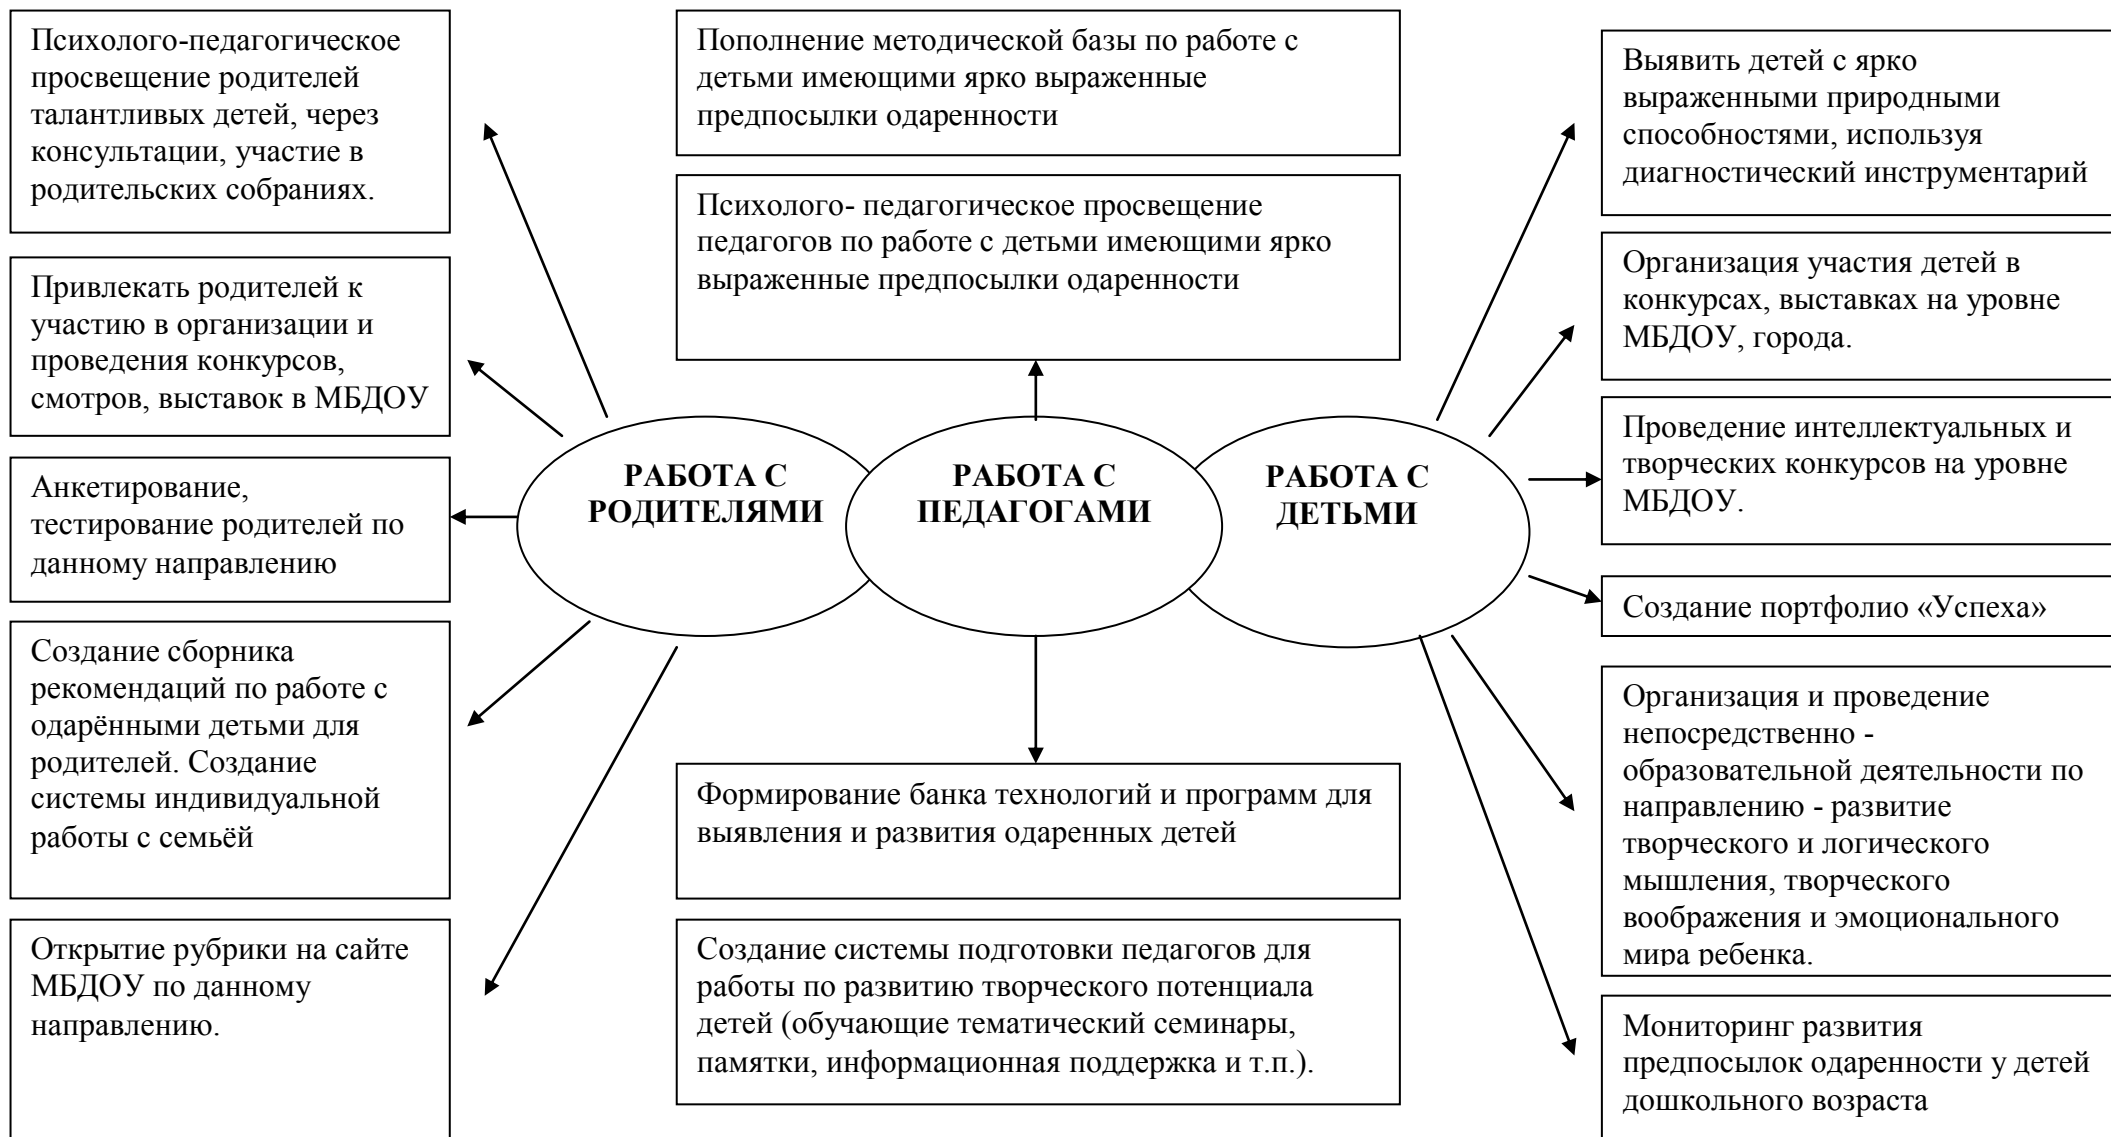 Психолого-педагогическое
просвещение родителей
талантливых детей, через
консультации, участие в
родительских собраниях.
Привлекать родителей к
участию в организации и
проведения конкурсов,
смотров, выставок в МБДОУ
Анкетирование,
тестирование родителей по
данному направлению
Создание сборника
рекомендаций по работе с
одарёнными детьми для
родителей. Создание
системы индивидуальной
работы с семьёй
Открытие рубрики на сайте
МБДОУ по данному
направлению.
Пополнение методической базы по работе с
детьми имеющими ярко выраженные
предпосылки одаренности
Психолого- педагогическое просвещение
педагогов по работе с детьми имеющими ярко
выраженные предпосылки одаренности
РАБОТА С
РОДИТЕЛЯМИ
РАБОТА С
ПЕДАГОГАМИ
РАБОТА С
ДЕТЬМИ
Формирование банка технологий и программ для
выявления и развития одаренных детей
Создание системы подготовки педагогов для
работы по развитию творческого потенциала
детей (обучающие тематический семинары,
памятки, информационная поддержка и т.п.).
Выявить детей с ярко
выраженными природными
способностями, используя
диагностический инструментарий
Организация участия детей в
конкурсах, выставках на уровне
МБДОУ, города.
Проведение интеллектуальных и
творческих конкурсов на уровне
МБДОУ.
Создание портфолио «Успеха»
Организация и проведение
непосредственно -
образовательной деятельности по
направлению - развитие
творческого и логического
мышления, творческого
воображения и эмоционального
мира ребенка.
Мониторинг развития
предпосылок одаренности у детей
дошкольного возраста